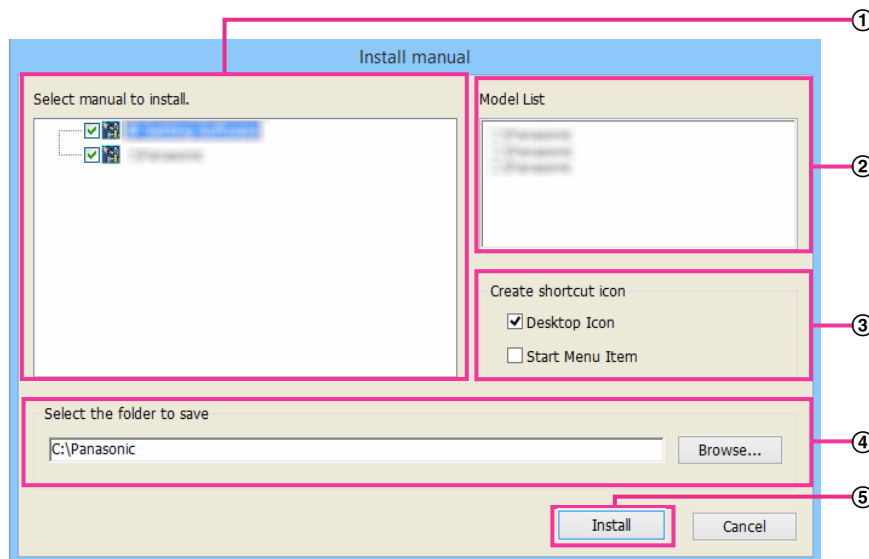 ①
Install manual
Select manual to install.
Model List
②
Create shortcut icon
Desktop Icon
Start Menu Item
③
Select the folder to save
C:\Panasonic
Browse...
④
⑤
Install
Cancel